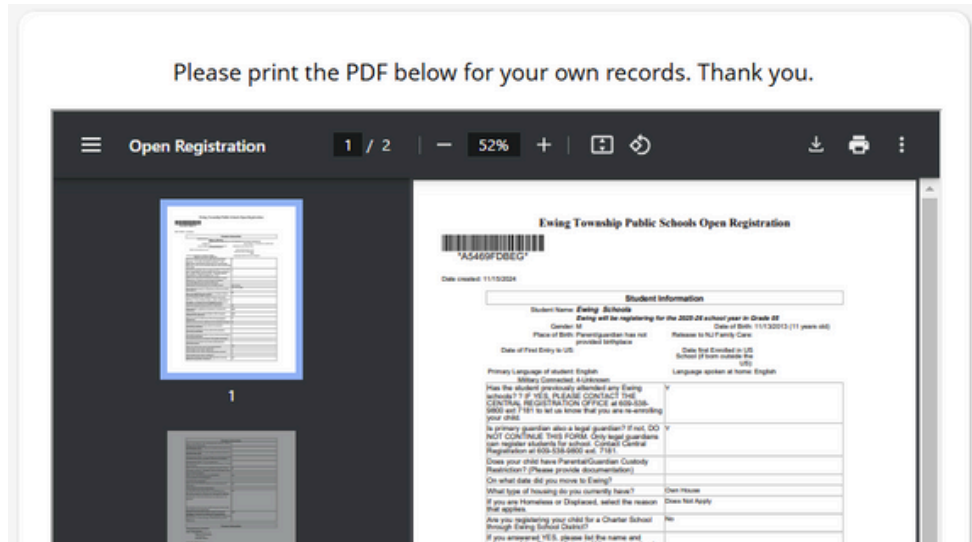 Please print the PDF below for your own records. Thank you.
Open Registration
1 / 2
52%
1
Ewing Township Public Schools Open Registration
*A5469FDBEG*
Date created: 11/15/2024
Student Information
Student Name: Ewing Schools
Ewing will be registering for the 2025-26 school year in Grade 05
Gender: M Date of Birth: 11/13/2013 (11 years old)
Place of Birth: Parent/guardian has not provided birthplace Release to NJ Family Care:
Date of First Entry to US: Date first Enrolled in US School (if born outside the US):
Primary Language of student: English Language spoken at home: English
Military Connected: 4-Unknown
Has the student previously attended any Ewing Y
schools? ? IF YES, PLEASE CONTACT THE
CENTRAL REGISTRATION OFFICE at 609-538-
9800 ext 7181 to let us know that you are re-enrolling
your child.
Is primary guardian also a legal guardian? If not, DO Y
NOT CONTINUE THIS FORM. Only legal guardians
can register students for school. Contact Central
Registration at 609-538-9800 ext. 7181.
Does your child have Parental/Guardian Custody
Restriction? (Please provide documentation)
On what date did you move to Ewing?
What type of housing do you currently have? Own House
If you are Homeless or Displaced, select the reason Does Not Apply
that applies.
Are you registering your child for a Charter School No
through Ewing School District?
If you answered YES, please list the name and